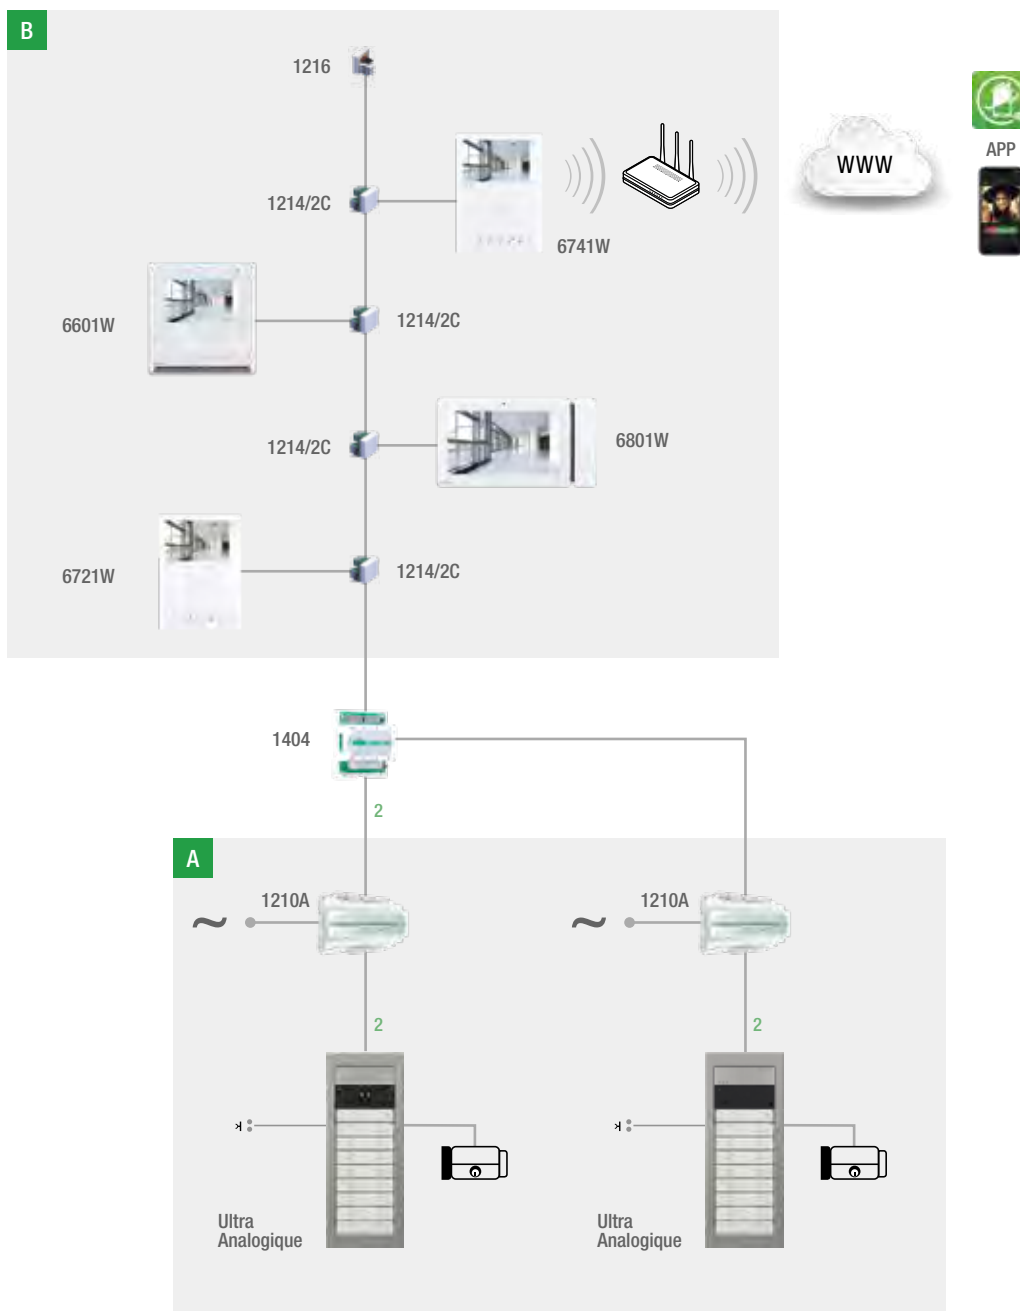 B
1216
WWW
APP
1214/2C
6741W
6601W
1214/2C
1214/2C
6801W
6721W
1214/2C
1404
2
A
~ 1210A
~ 1210A
2
2
Ultra
Analogique
Ultra
Analogique